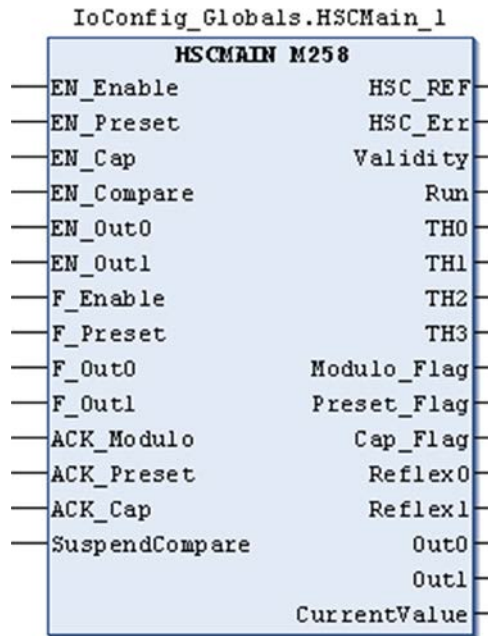 IoConfig_Globals.HSCMain_1
HSCMAIN M258
EN_Enable HSC_REF
EN_Preset HSC_Err
EN_Cap Validity
EN_Compare Run
EN_Out0 TH0
EN_Out1 TH1
F_Enable TH2
F_Preset TH3
F_Out0 Modulo_Flag
F_Out1 Preset_Flag
ACK_Modulo Cap_Flag
ACK_Preset Reflex0
ACK_Cap Reflex1
SuspendCompare Out0
Out1
CurrentValue